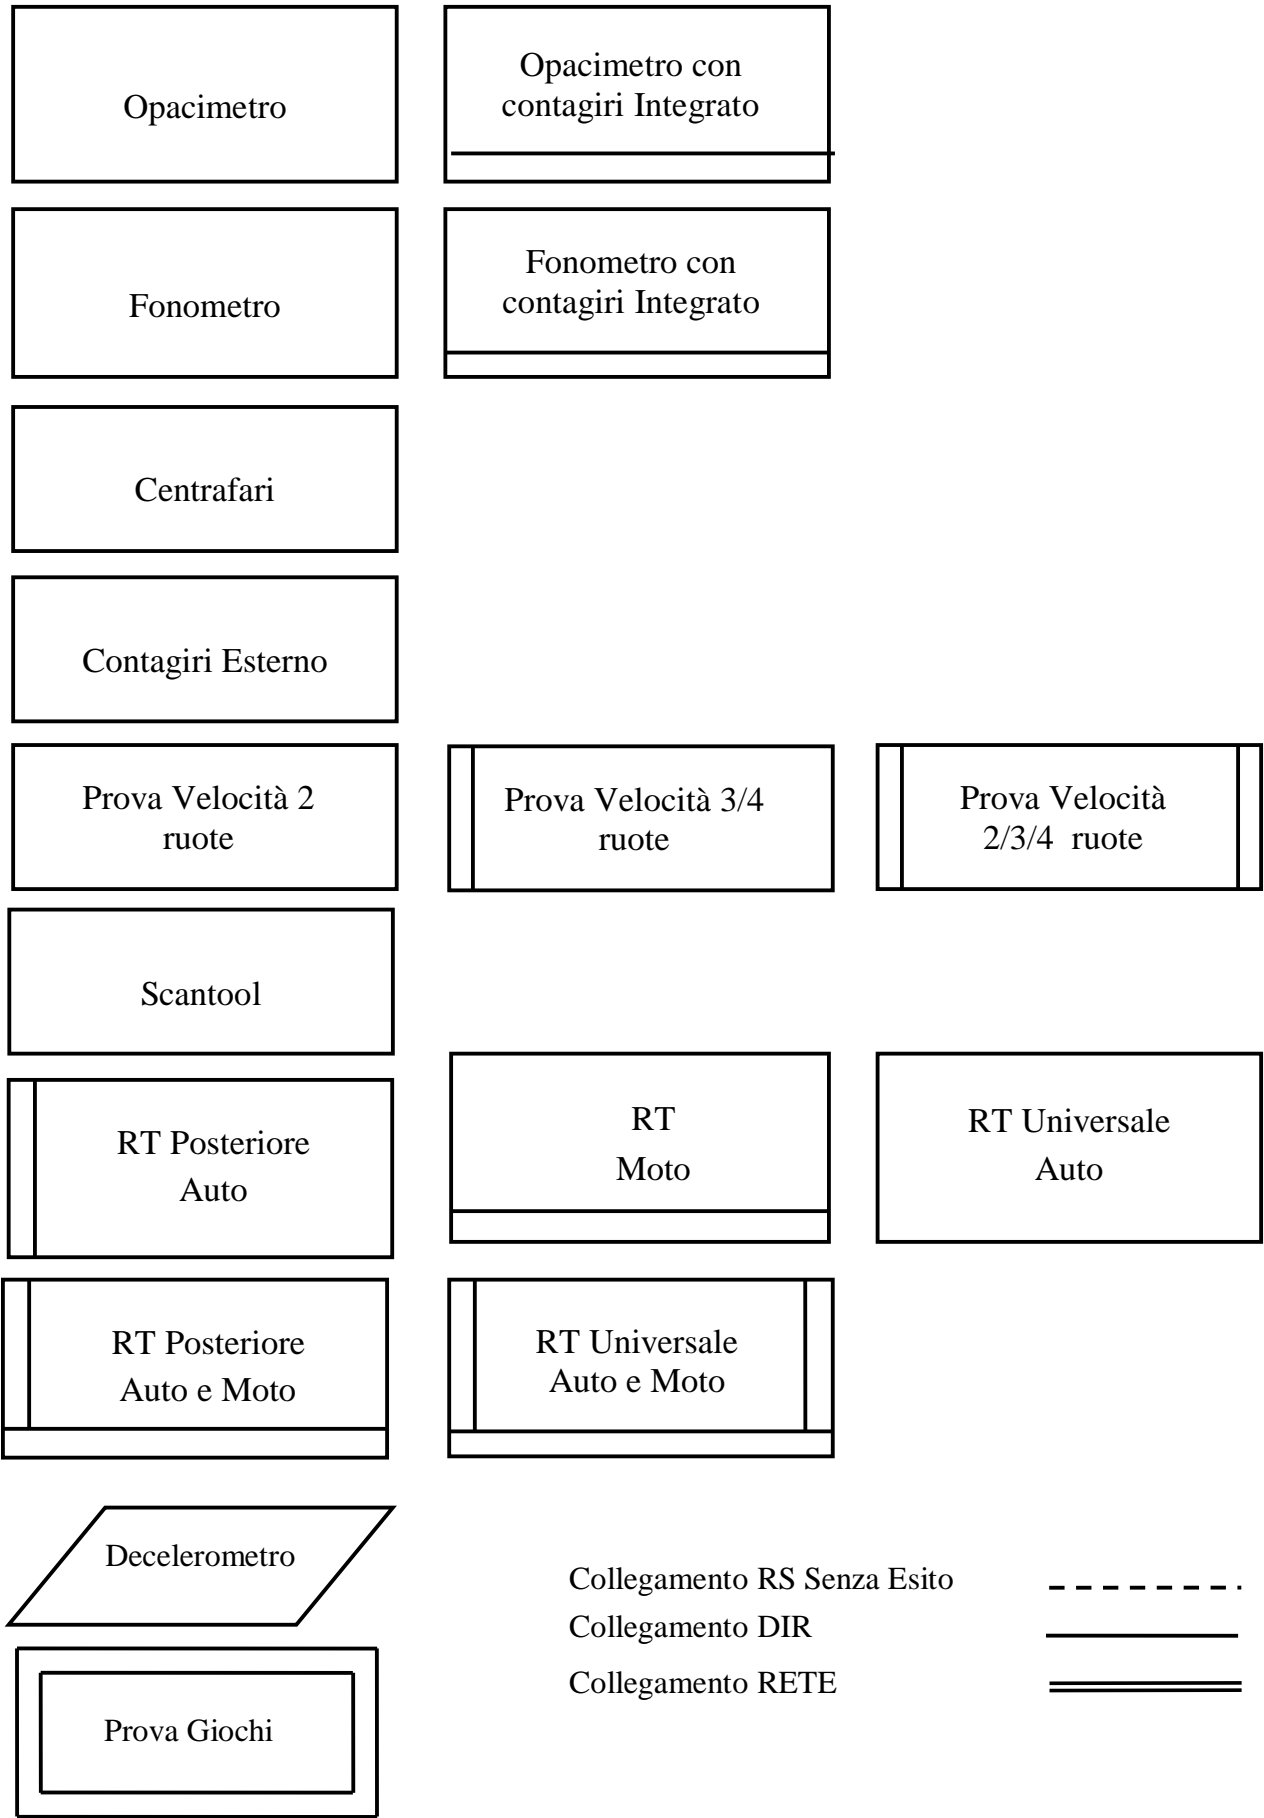 Opacimetro
Opacimetro con
contagiri Integrato
Fonometro
Fonometro con
contagiri Integrato
Centrafari
Contagiri Esterno
Prova Velocità 2
ruote
Prova Velocità 3/4
ruote
Prova Velocità
2/3/4 ruote
Scantool
RT Posteriore
Auto
RT
Moto
RT Universale
Auto
RT Posteriore
Auto e Moto
RT Universale
Auto e Moto
Decelerometro
Collegamento RS Senza Esito
Collegamento DIR
Collegamento RETE
Prova Giochi